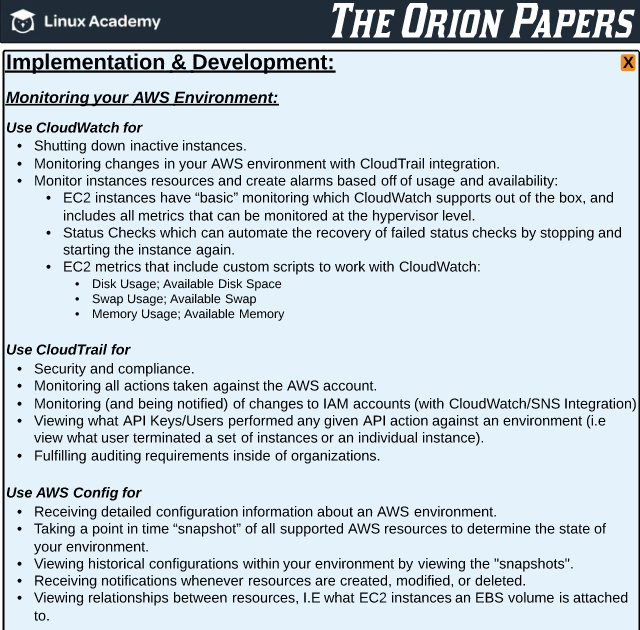 Linux Academy
THE ORION PAPERS
Implementation & Development:
X
Monitoring your AWS Environment:
Use CloudWatch for
• Shutting down inactive instances.
• Monitoring changes in your AWS environment with CloudTrail integration.
• Monitor instances resources and create alarms based off of usage and availability:
• EC2 instances have “basic” monitoring which CloudWatch supports out of the box, and
includes all metrics that can be monitored at the hypervisor level.
• Status Checks which can automate the recovery of failed status checks by stopping and
starting the instance again.
• EC2 metrics that include custom scripts to work with CloudWatch:
• Disk Usage; Available Disk Space
• Swap Usage; Available Swap
• Memory Usage; Available Memory
Use CloudTrail for
• Security and compliance.
• Monitoring all actions taken against the AWS account.
• Monitoring (and being notified) of changes to IAM accounts (with CloudWatch/SNS Integration)
• Viewing what API Keys/Users performed any given API action against an environment (i.e
view what user terminated a set of instances or an individual instance).
• Fulfilling auditing requirements inside of organizations.
Use AWS Config for
• Receiving detailed configuration information about an AWS environment.
• Taking a point in time “snapshot” of all supported AWS resources to determine the state of
your environment.
• Viewing historical configurations within your environment by viewing the "snapshots".
• Receiving notifications whenever resources are created, modified, or deleted.
• Viewing relationships between resources, I.E what EC2 instances an EBS volume is attached
to.